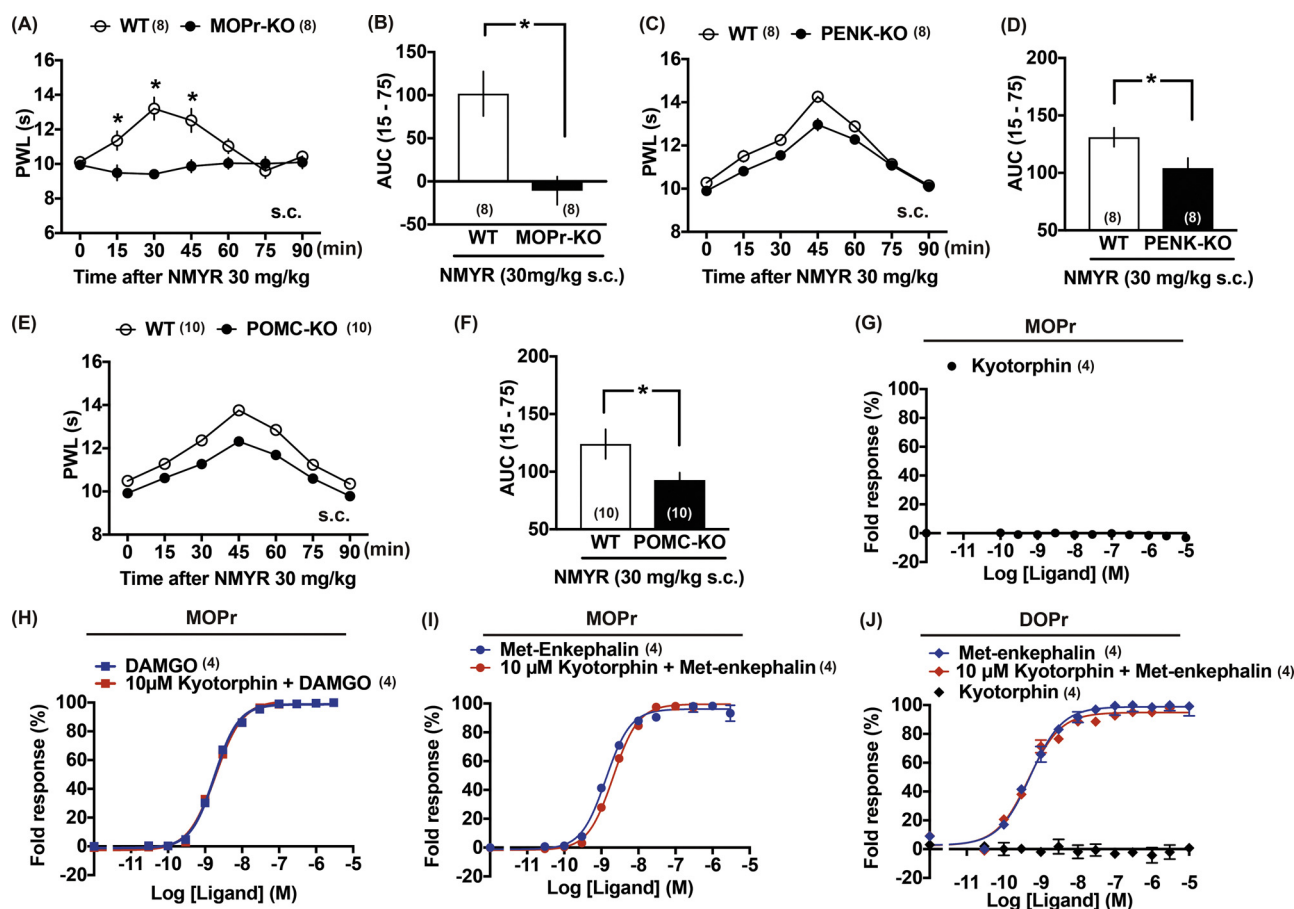 (A)
WT (8) MOPr-KO (8)
16
14
12
10
8
6
PWL (s)
* * *
s.c.
0 15 30 45 60 75 90 (min)
Time after NMYR 30 mg/kg
(B)
*
150
100
50
0
-50
AUC (15 - 75)
(8) (8)
WT MOPr-KO
NMYR (30mg/kg s.c.)
(C)
WT (8) PENK-KO (8)
16
14
12
10
8
PWL (s)
s.c.
0 15 30 45 60 75 90 (min)
Time after NMYR 30 mg/kg
(D)
200
150
100
50
AUC (15 - 75)
*
(8) (8)
WT PENK-KO
NMYR (30 mg/kg s.c.)
(E)
WT (10) POMC-KO (10)
16
14
12
10
8
PWL (s)
s.c.
0 15 30 45 60 75 90 (min)
Time after NMYR 30 mg/kg
(F)
200
150
100
50
AUC (15 - 75)
*
(10) (10)
WT POMC-KO
NMYR (30 mg/kg s.c.)
(G)
MOPr
Kyotorphin (4)
100
80
60
40
20
0
-20
Fold response (%)
-11 -10 -9 -8 -7 -6 -5
Log [Ligand] (M)
(H)
MOPr
DAMGO (4)
10μM Kyotorphin + DAMGO (4)
100
80
60
40
20
0
-20
Fold response (%)
-11 -10 -9 -8 -7 -6 -5
Log [Ligand] (M)
(I)
MOPr
Met-Enkephalin (4)
10 μM Kyotorphin + Met-enkephalin (4)
100
80
60
40
20
0
-20
Fold response (%)
-11 -10 -9 -8 -7 -6 -5
Log [Ligand] (M)
(J)
DOPr
Met-enkephalin (4)
10 μM Kyotorphin + Met-enkephalin (4)
Kyotorphin (4)
100
80
60
40
20
0
-20
Fold response (%)
-11 -10 -9 -8 -7 -6 -5
Log [Ligand] (M)